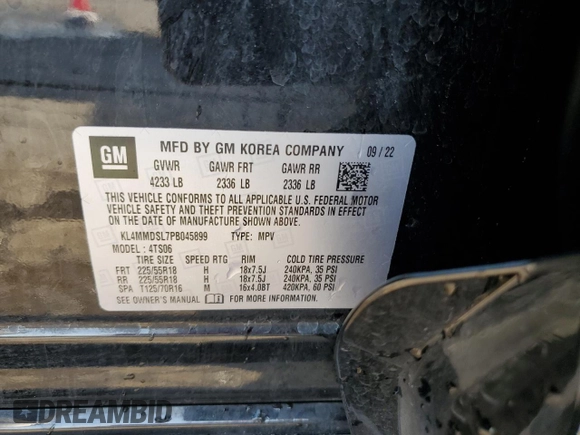 GM
MFD BY GM KOREA COMPANY 09 / 22
GVWR GAWR FRT GAWR RR
4233 LB 2336 LB 2336 LB
THIS VEHICLE CONFORMS TO ALL APPLICABLE U.S. FEDERAL MOTOR
VEHICLE SAFETY AND THEFT PREVENTION STANDARDS IN EFFECT
ON THE DATE OF MANUFACTURE SHOWN ABOVE.
KL4MMDSL7PB045899 TYPE: MPV
MODEL: 4TS06
TIRE SIZE SPEED RTG RIM COLD TIRE PRESSURE
FRT 225/55R18 H 18x7.5J 240KPA, 35 PSI
RR 225/55R18 H 18x7.5J 240KPA, 35 PSI
SPA T125/70R16 M 16x4.0BT 420KPA, 60 PSI
SEE OWNER'S MANUAL FOR MORE INFORMATION.
DREAMBID